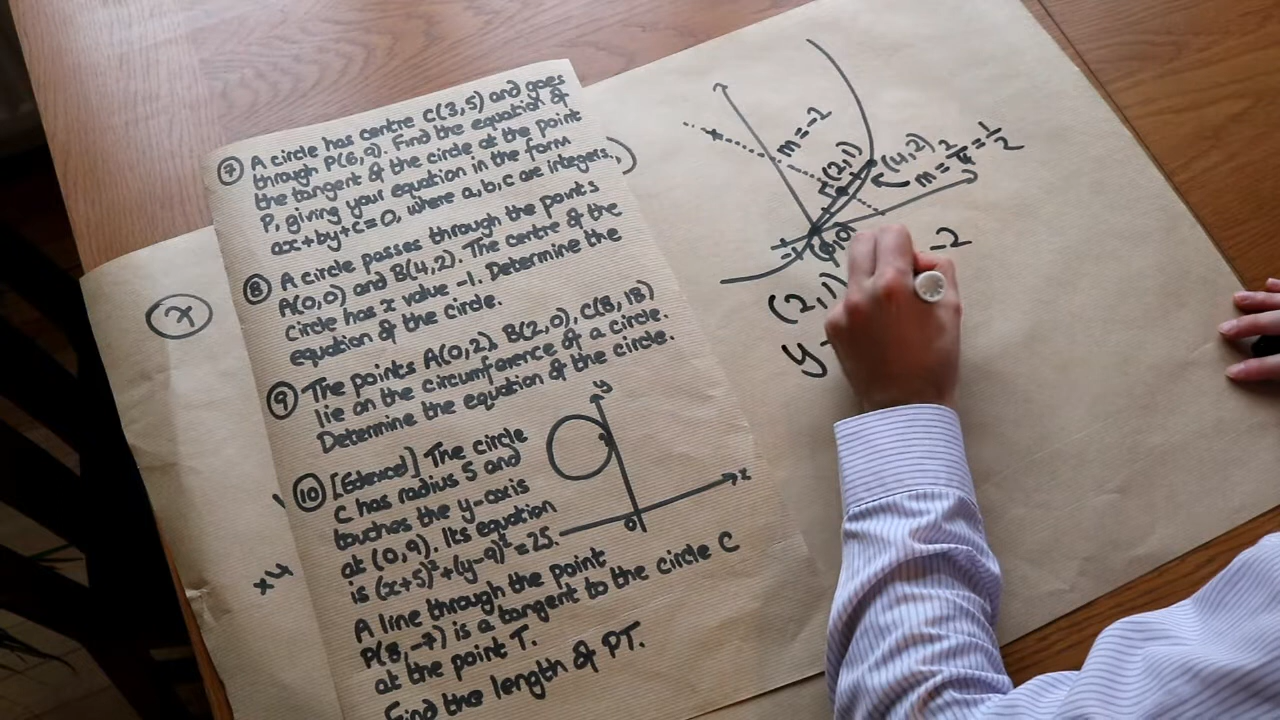 ⑦ A circle has centre C(3,5) and goes
through P(6,9). Find the equation of
the tangent of the circle at the point
P, giving your equation in the form
ax+by+c=0, where a, b, c are integers.
⑧ A circle passes through the points
A(0,0) and B(4,2). The centre of the
circle has x value -1. Determine the
equation of the circle.
⑨ The points A(0,2), B(2,0), C(8,18)
lie on the circumference of a circle.
Determine the equation of the circle.
⑩ [Edexcel] The circle
C has radius 5 and
touches the y-axis
at (0,9). Its equation
is (x+5)²+(y-9)²=25.
A line through the point
P(8,-7) is a tangent to the circle C
at the point T.
Find the length of PT.
y
x
0
⑦
x4
m=-2
(2,1)
(4,2)
m=2/4=1/2
-1
(0,0)
(2,1)
-2
y-